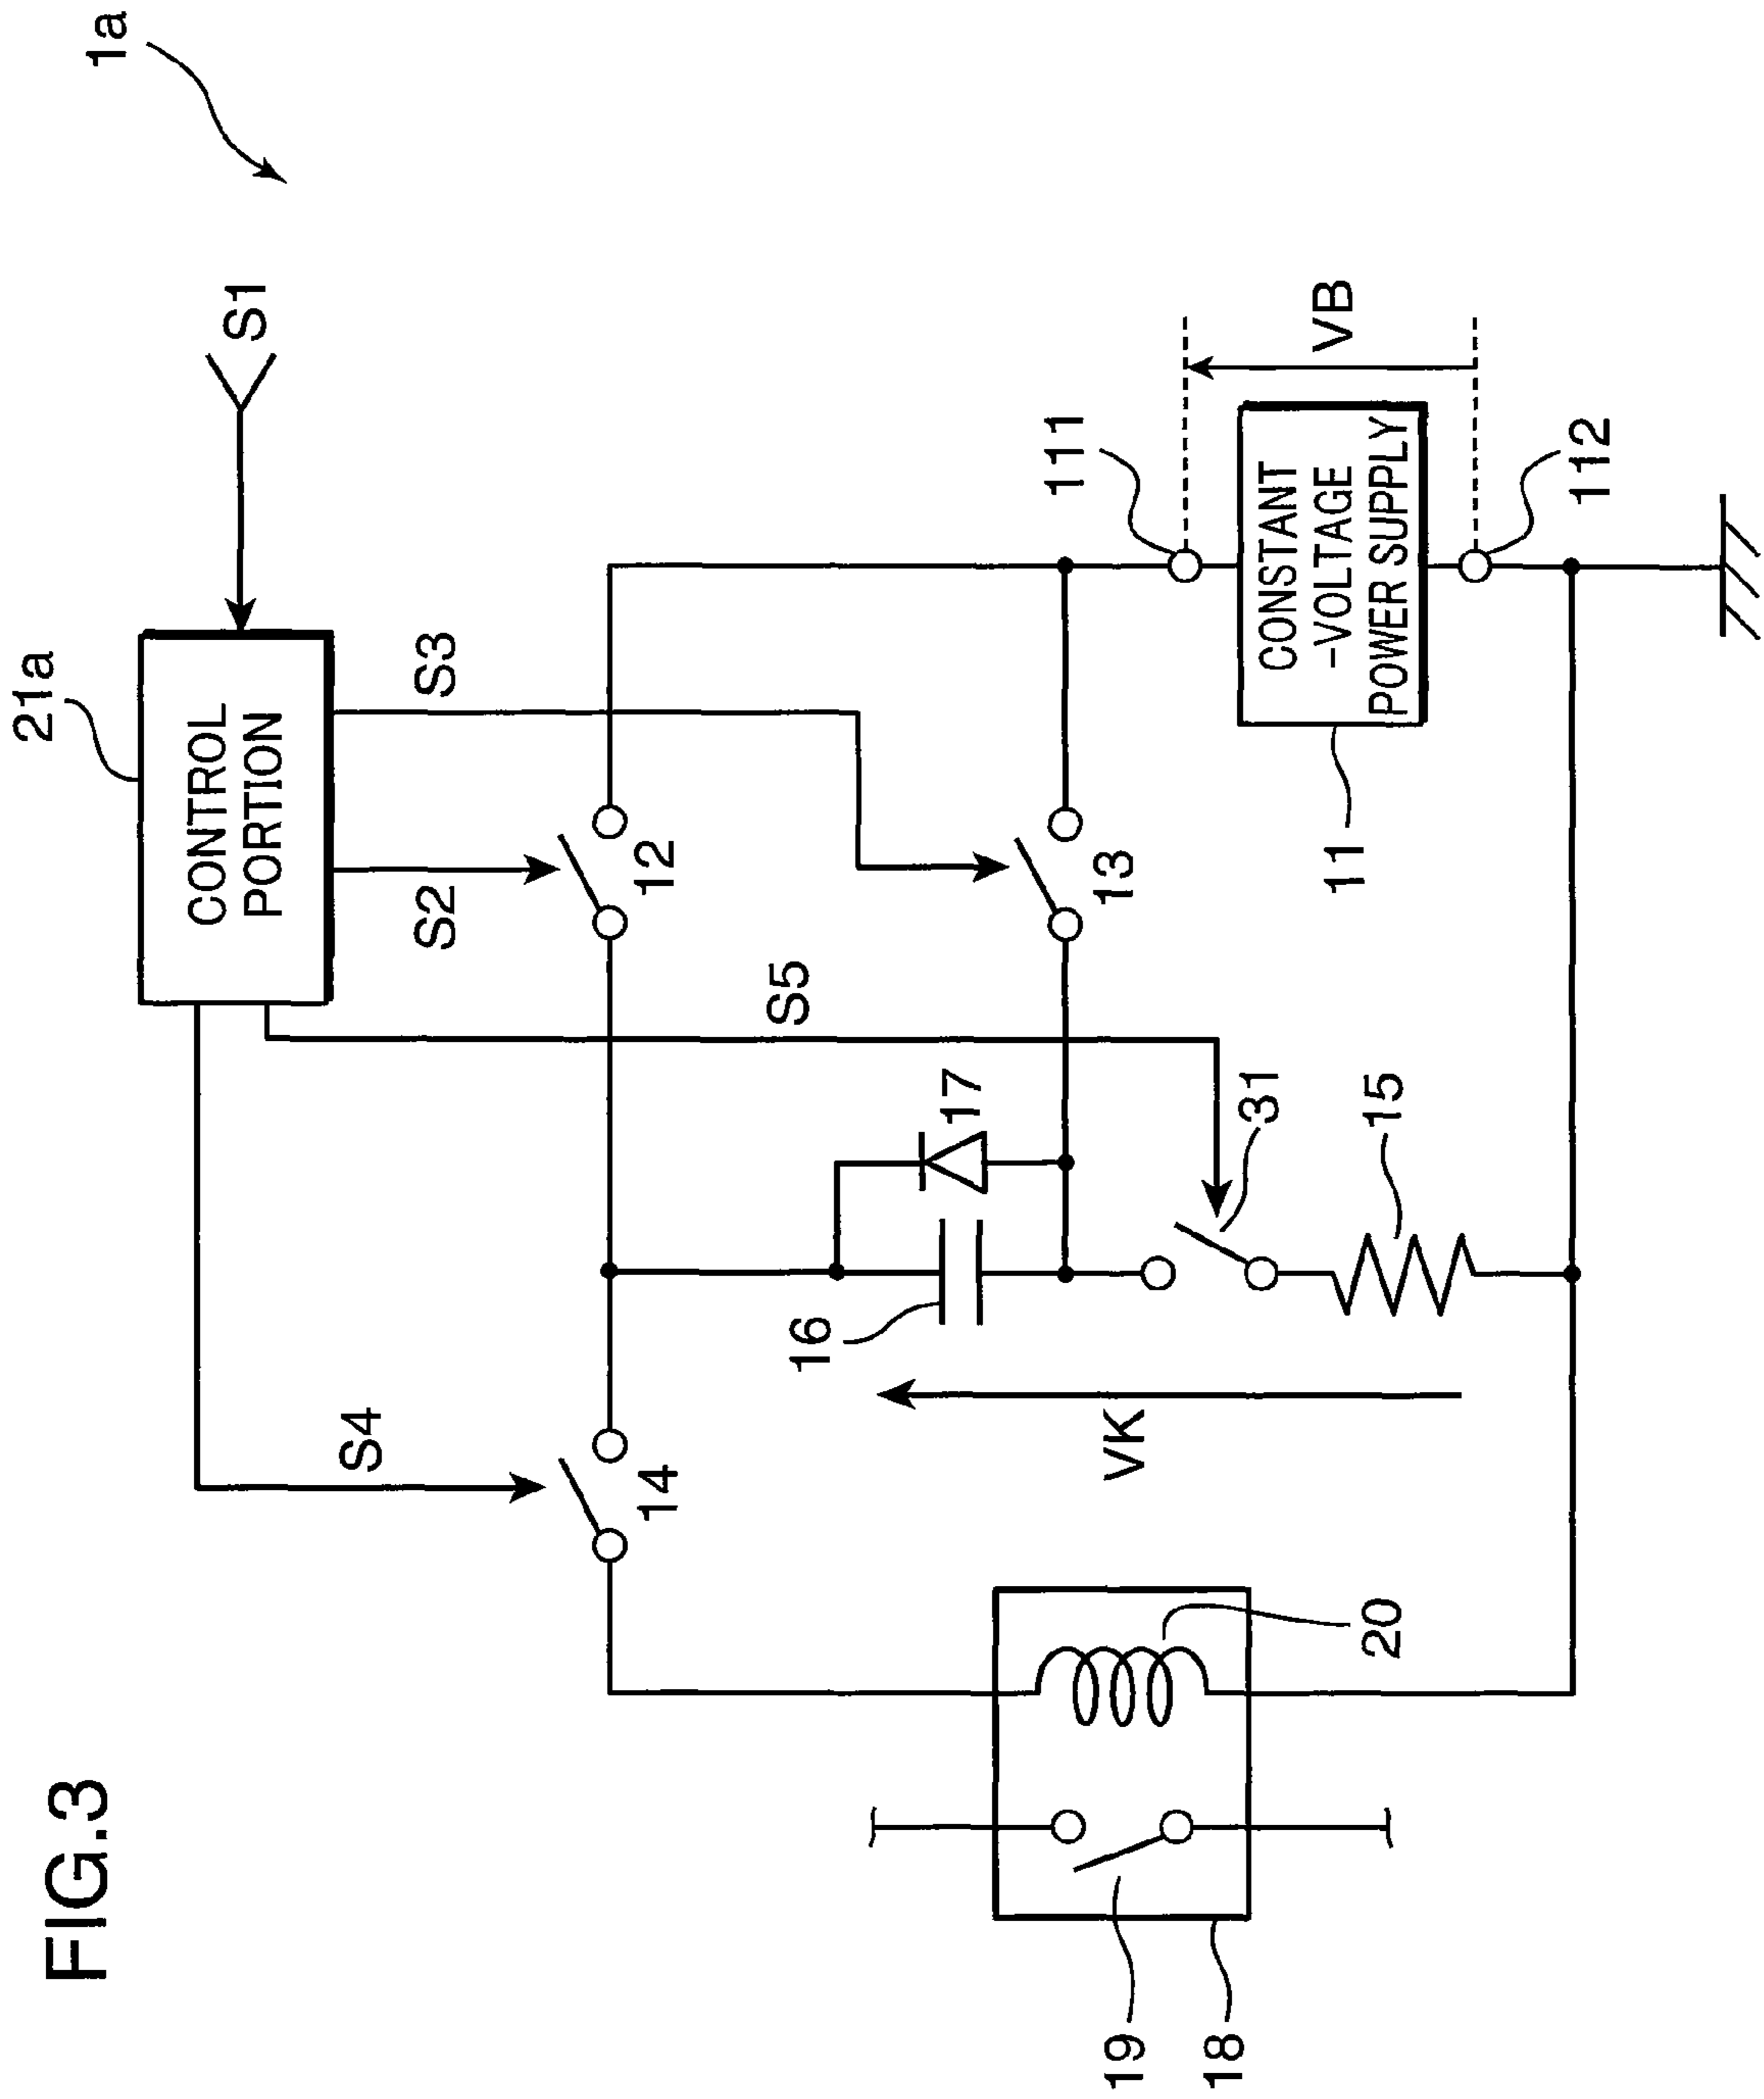 FIG.3
1a
21a
CONTROL
PORTION
S1
S4
S2
S3
S5
14
12
16
17
13
VK
31
15
111
VB
CONSTANT
-VOLTAGE
POWER SUPPLY
11
112
20
19
18